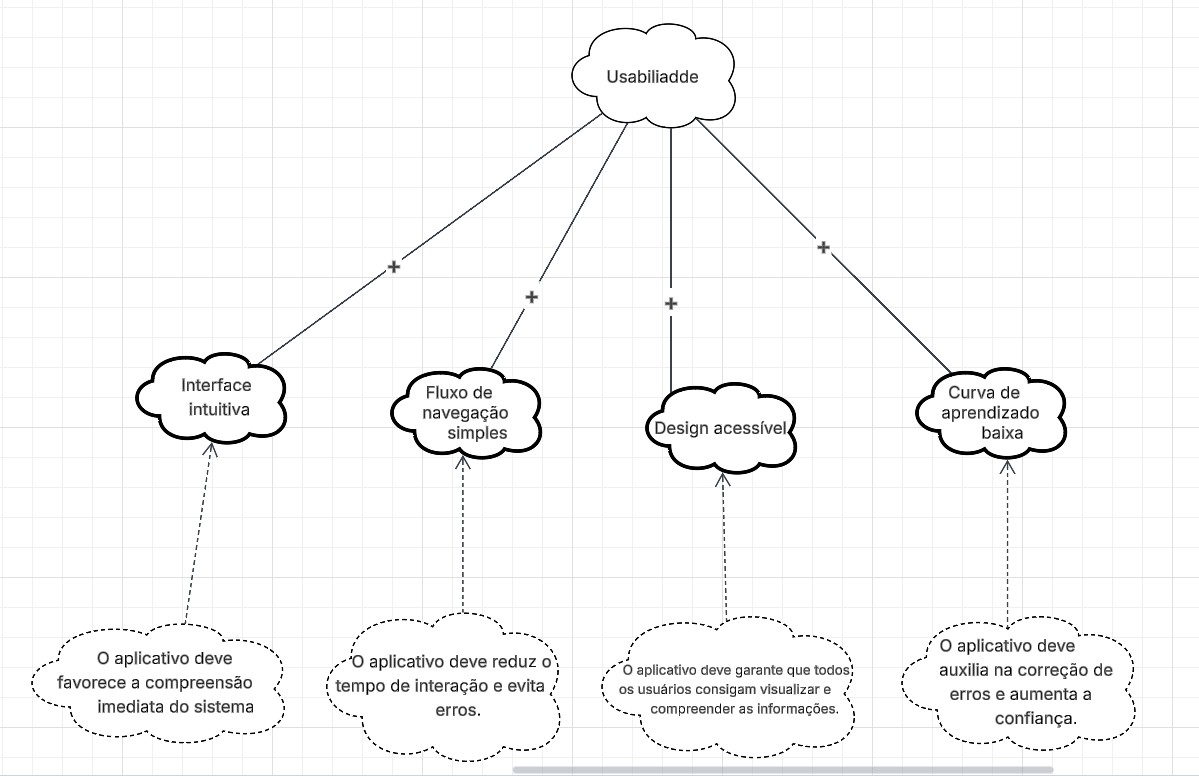 Usabiliadde
+
+
+
+
Interface
intuitiva
Fluxo de
navegação
simples
Design acessível
Curva de
aprendizado
baixa
O aplicativo deve
favorece a compreensão
imediata do sistema
O aplicativo deve reduz o
tempo de interação e evita
erros.
O aplicativo deve garante que todos
os usuários consigam visualizar e
compreender as informações.
O aplicativo deve
auxilia na correção de
erros e aumenta a
confiança.